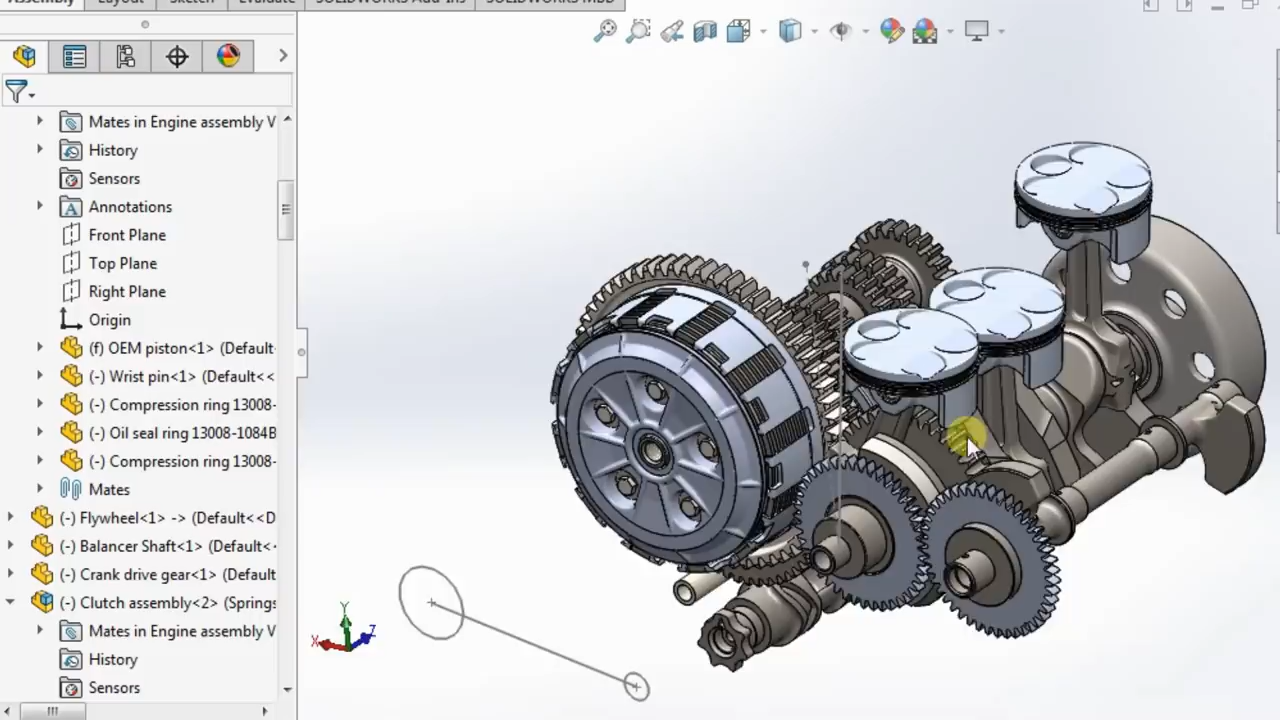 Assembly Layout Sketch Evaluate SOLIDWORKS Add-Ins SOLIDWORKS MBD
Mates in Engine assembly V
History
Sensors
A Annotations
Front Plane
Top Plane
Right Plane
Origin
(f) OEM piston<1> (Default
(-) Wrist pin<1> (Default<<
(-) Compression ring 13008-
(-) Oil seal ring 13008-1084B
(-) Compression ring 13008-
Mates
(-) Flywheel<1> -> (Default<<D
(-) Balancer Shaft<1> (Default<
(-) Crank drive gear<1> (Default
(-) Clutch assembly<2> (Springs
Mates in Engine assembly V
History
Sensors
Y
X
Z